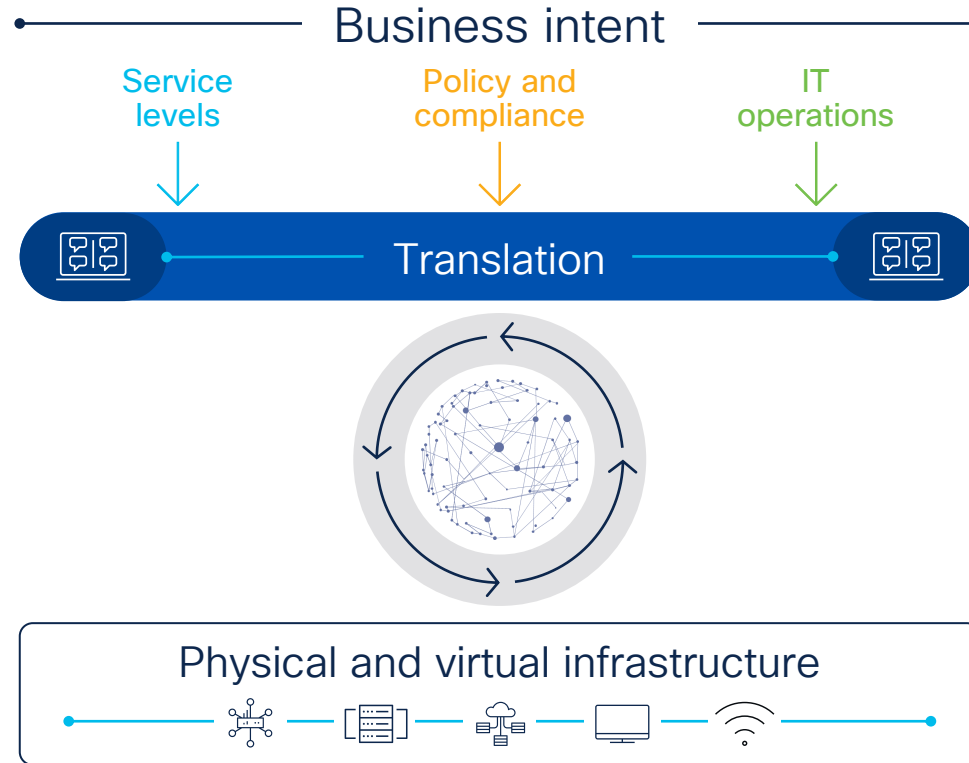 Business intent
Service levels
Policy and compliance
IT operations
Translation
Physical and virtual infrastructure